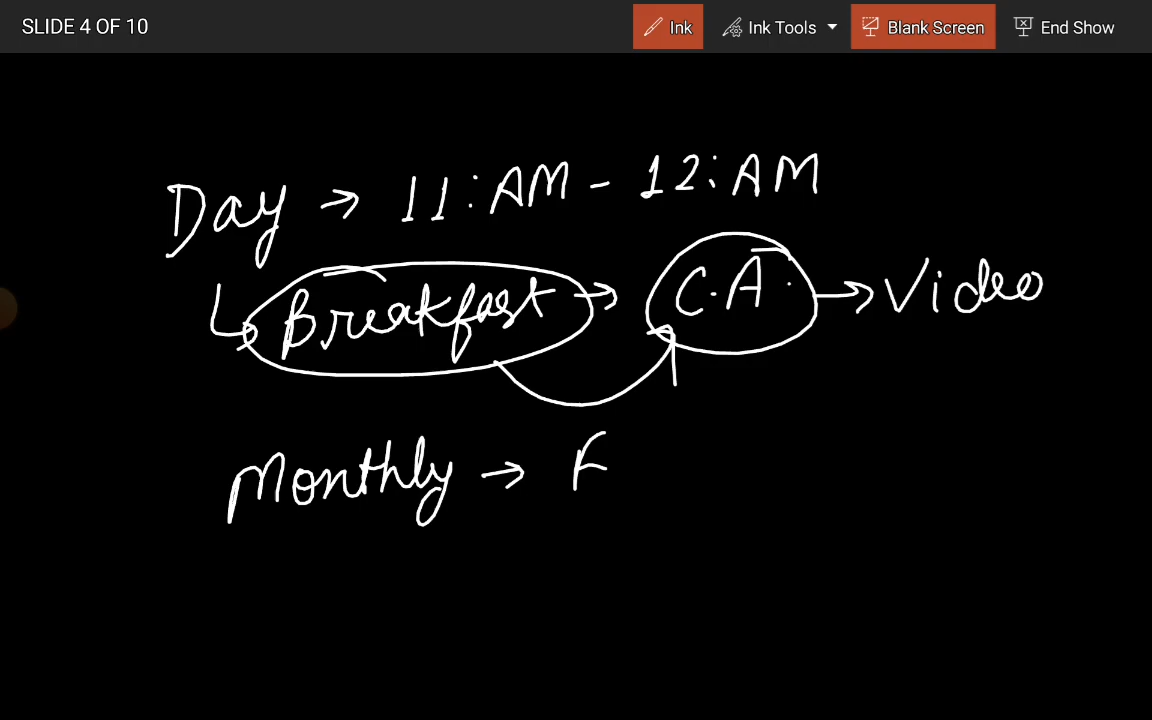 SLIDE 4 OF 10 Ink Ink Tools Blank Screen End Show
Day → 11:AM - 12:AM
↳ Breakfast → C.A. → Video
Monthly → F